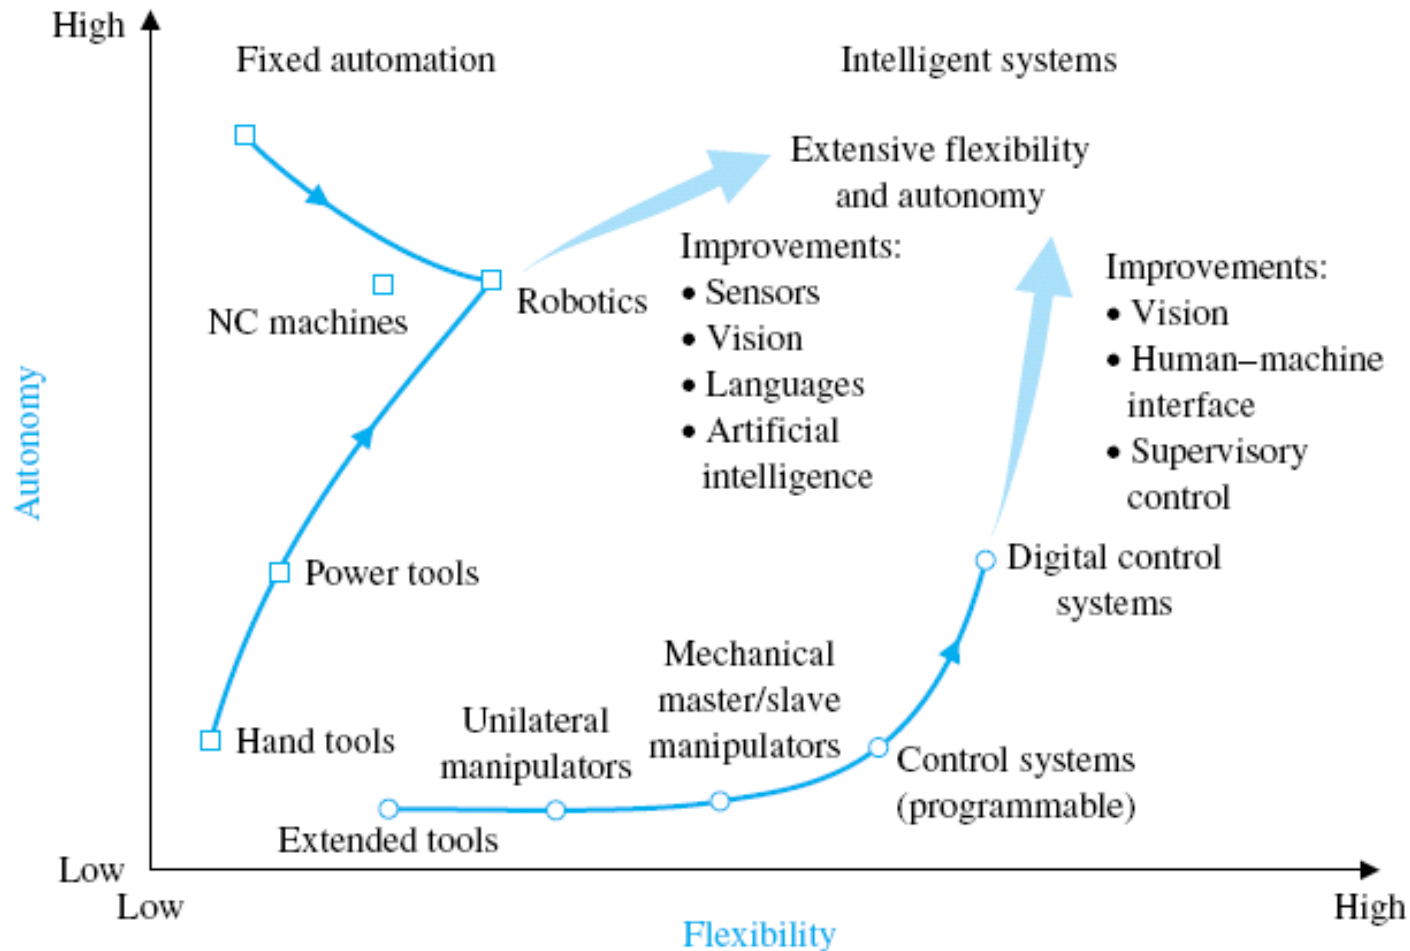 High
Fixed automation
Intelligent systems
Extensive flexibility
and autonomy
Improvements:
• Sensors
• Vision
• Languages
• Artificial
intelligence
Improvements:
• Vision
• Human–machine
interface
• Supervisory
control
NC machines
Robotics
Autonomy
Power tools
Digital control
systems
Hand tools
Unilateral
manipulators
Mechanical
master/slave
manipulators
Control systems
(programmable)
Extended tools
Low
Low
Flexibility
High